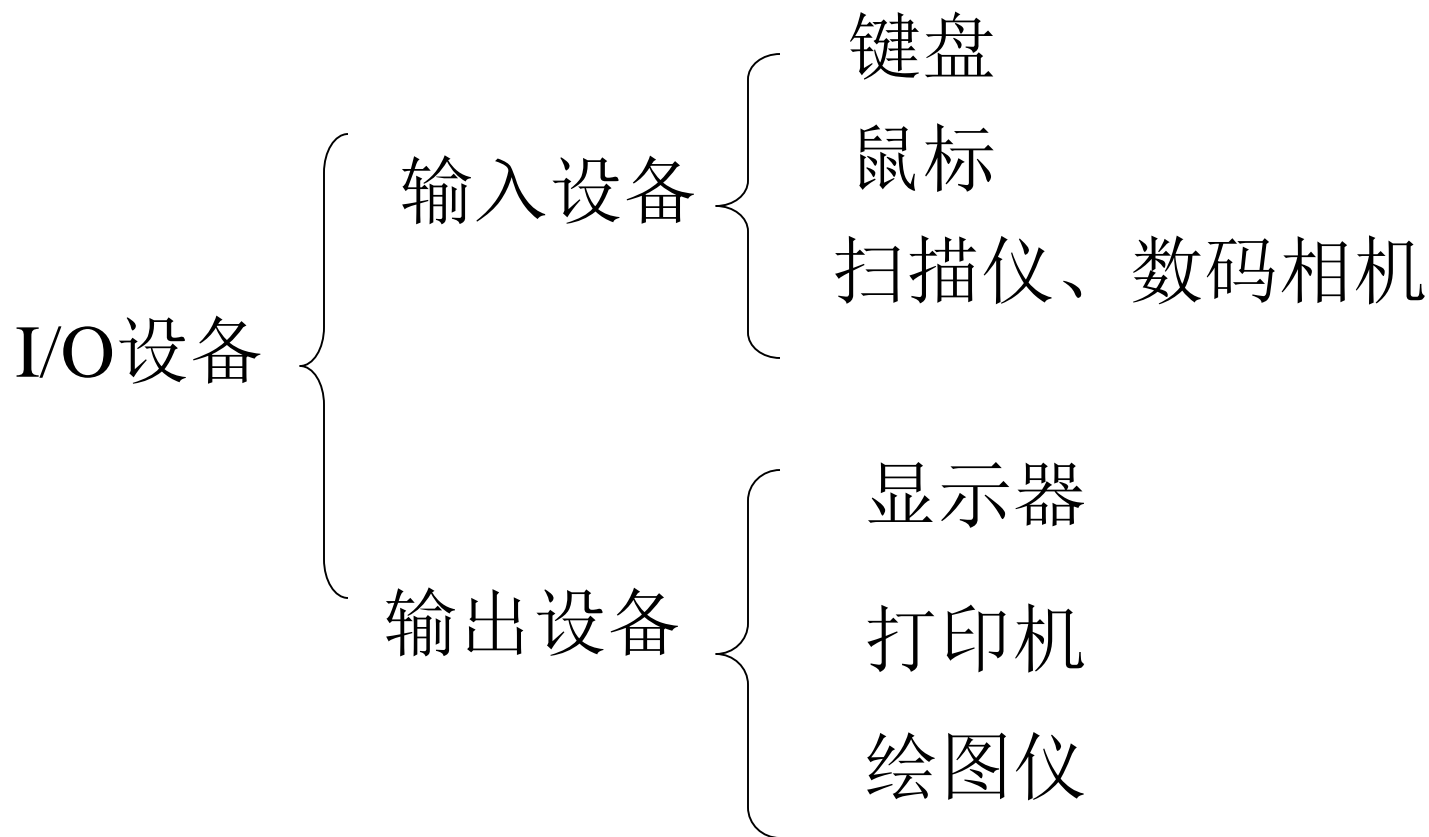 I/O设备
输入设备
键盘
鼠标
扫描仪、数码相机
输出设备
显示器
打印机
绘图仪